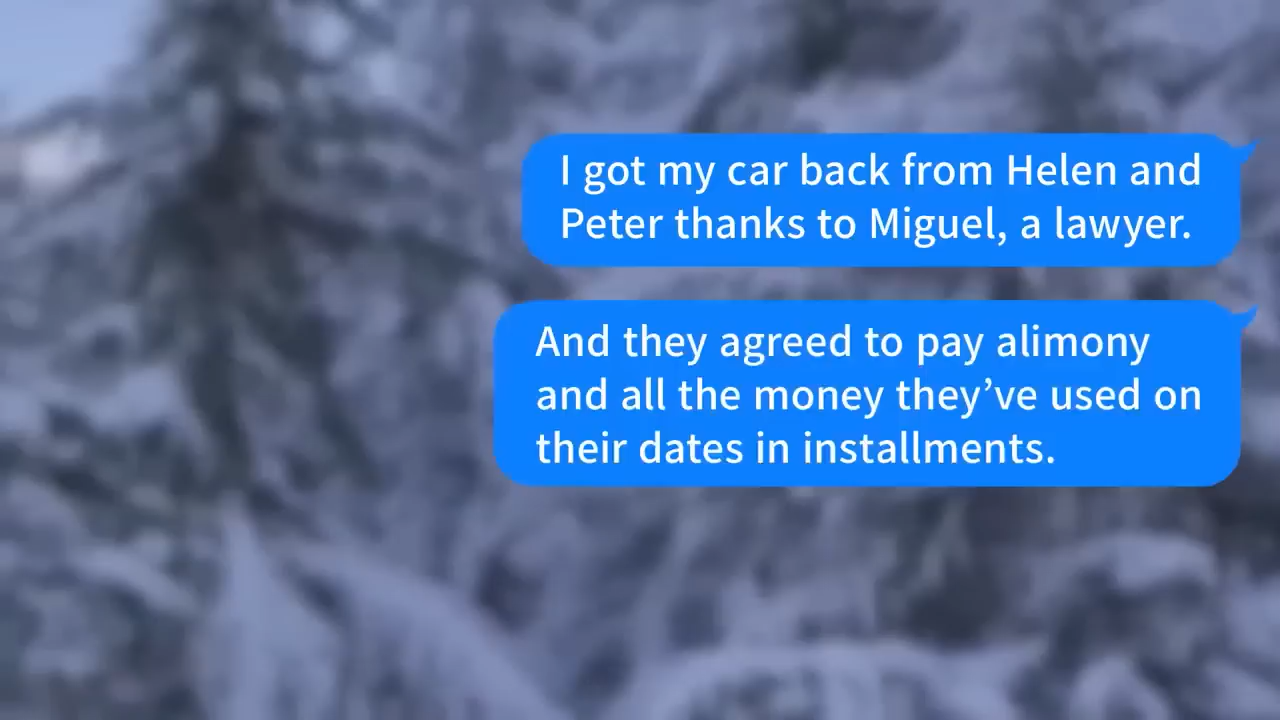 I got my car back from Helen and
Peter thanks to Miguel, a lawyer.
And they agreed to pay alimony
and all the money they’ve used on
their dates in installments.